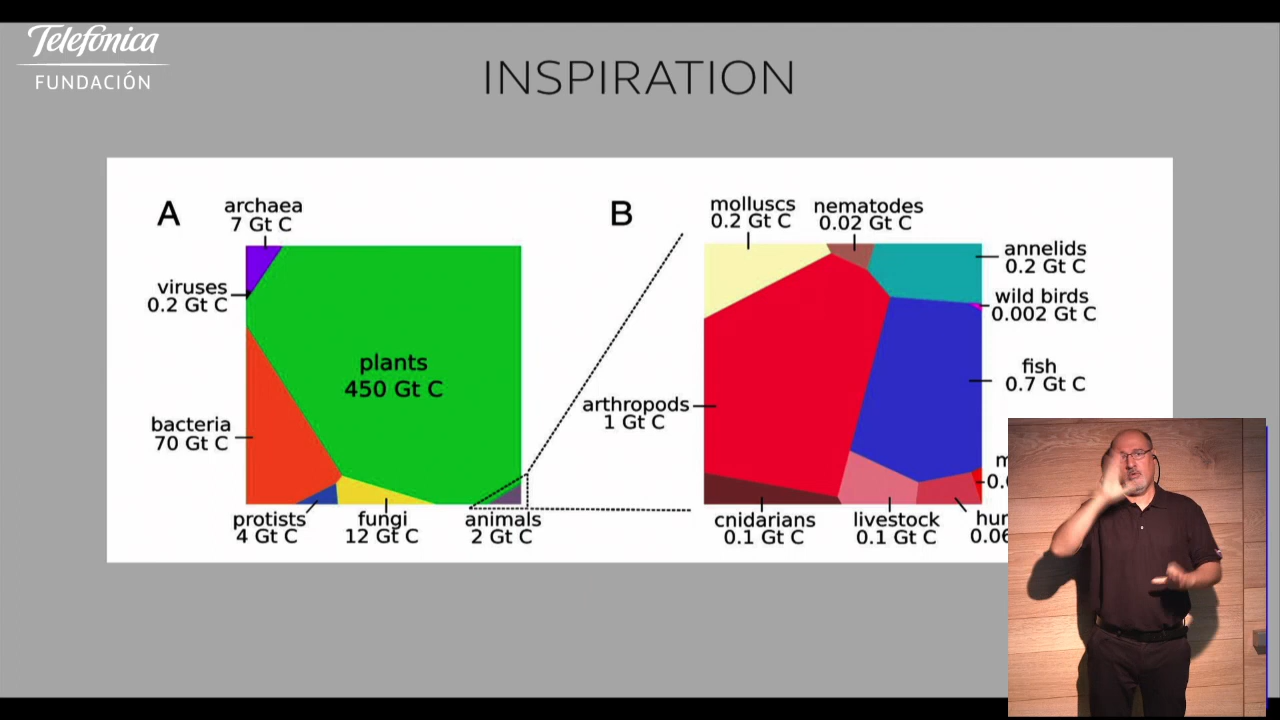 Telefónica
FUNDACIÓN
INSPIRATION
A
archaea
7 Gt C
viruses
0.2 Gt C
plants
450 Gt C
bacteria
70 Gt C
protists
4 Gt C
fungi
12 Gt C
animals
2 Gt C
B
molluscs
0.2 Gt C
nematodes
0.02 Gt C
annelids
0.2 Gt C
wild birds
0.002 Gt C
fish
0.7 Gt C
arthropods
1 Gt C
cnidarians
0.1 Gt C
livestock
0.1 Gt C